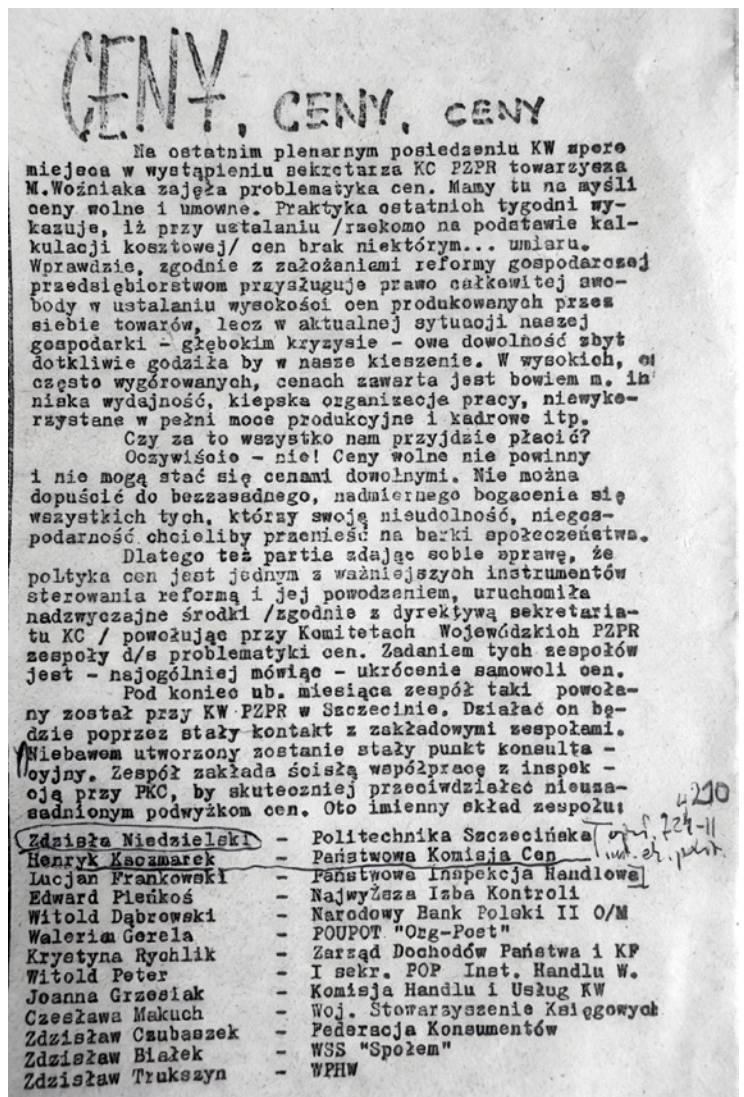 CENY, CENY, CENY
Na ostatnim plenarnym posiedzeniu KW sporo
miejsca w wystąpieniu sekretarza KC PZPR towarzysza
M.Woźniaka zajęła problematyka cen. Mamy tu na myśli
ceny wolne i umowne. Praktyka ostatnich tygodni wy-
kazuje, iż przy ustalaniu /rzekomo na podstawie kal-
kulacji kosztowej/ cen brak niektórym... umiaru.
Wprawdzie, zgodnie z założaniami reformy gospodarczej
przedsiębiorstwom przysługuje prawo całkowitej swo-
body w ustalaniu wysokości cen produkowanych przez
siebie towarów, lecz w aktualnej sytuacji naszej
gospodarki - głębokim kryzysie - owa dowolność zbyt
dotkliwie godziła by w nasze kieszenie. W wysokich,
często wygórowanych, cenach zawarta jest bowiem m. in
niska wydajność, kiepska organizacja pracy, niewyko-
rzystane w pełni moce produkcyjne i kadrowe itp.
Czy za to wszystko nam przyjdzie płacić?
Oczywiście - nie! Ceny wolne nie powinny
i nie mogą stać się cenami dowolnymi. Nie można
dopuścić do bezzasadnego, nadmiernego bogacenia się
wszystkich tych, którzy swoją nieudolność, niegos-
podarność chcieliby przenieść na barki społeczeństwa.
Dlatego też partia zdając sobie sprawę, że
poltyka cen jest jednym z ważniejszych instrumentów
sterowania reformą i jej powodzeniem, uruchomiła
nadzwyczajne środki /zgodnie z dyrektywą sekretaria-
tu KC / powołując przy Komitetach Wojewódzkich PZPR
zespoły d/s problematyki cen. Zadaniem tych zespołów
jest - najogólniej mówiąc - ukrócenie samowoli cen.
Pod koniec ub. miesiąca zespół taki powoła-
ny został przy KW PZPR w Szczecinie. Działać on bę-
dzie poprzez stały kontakt z zakładowymi zespołami.
Niebawem utworzony zostanie stały punkt konsulta -
cyjny. Zespół zakłada ścisłą współpracę z inspek -
cją przy PKC, by skuteczniej przeciwdziałać nieuza-
sadnionym podwyżkom cen. Oto imienny skład zespołu:
210
Zdzisła Niedzielski - Politechnika Szczecińska 724-11
Henryk Kaczmarek - Państwowa Komisja Cen
Lucjan Frankowski - Państwowa Inspekcja Handlowa
Edward Pieńkoś - Najwyższa Izba Kontroli
Witold Dąbrowski - Narodowy Bank Polski II O/M
Walerian Gerela - POUPOT "Org-Post"
Krystyna Rychlik - Zarząd Dochodów Państwa i KF
Witold Peter - I sekr. POP Inst. Handlu W.
Joanna Grzesiak - Komisja Handlu i Usług KW
Czesława Makuch - Woj. Stowarzyszenie Księgowych
Zdzisław Czubaszek - Federacja Konsumentów
Zdzisław Białek - WSS "Społem"
Zdzisław Trukszyn - WPHW